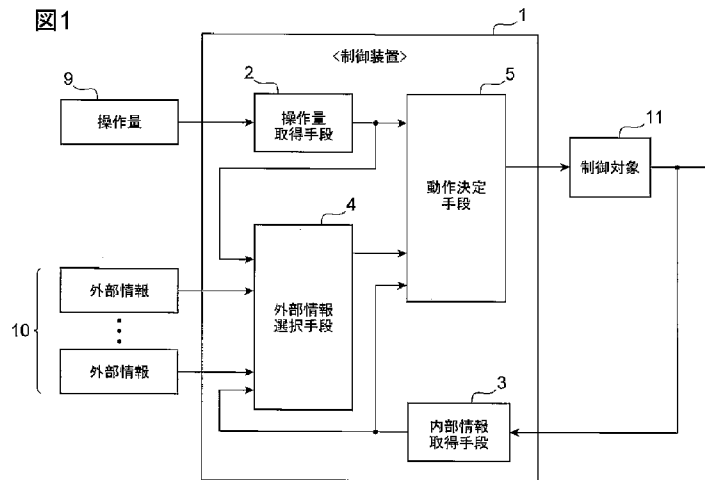 図1
1
<制御装置>
9
操作量
2
操作量
取得手段
5
動作決定
手段
11
制御対象
4
外部情報
選択手段
10
外部情報
外部情報
3
内部情報
取得手段